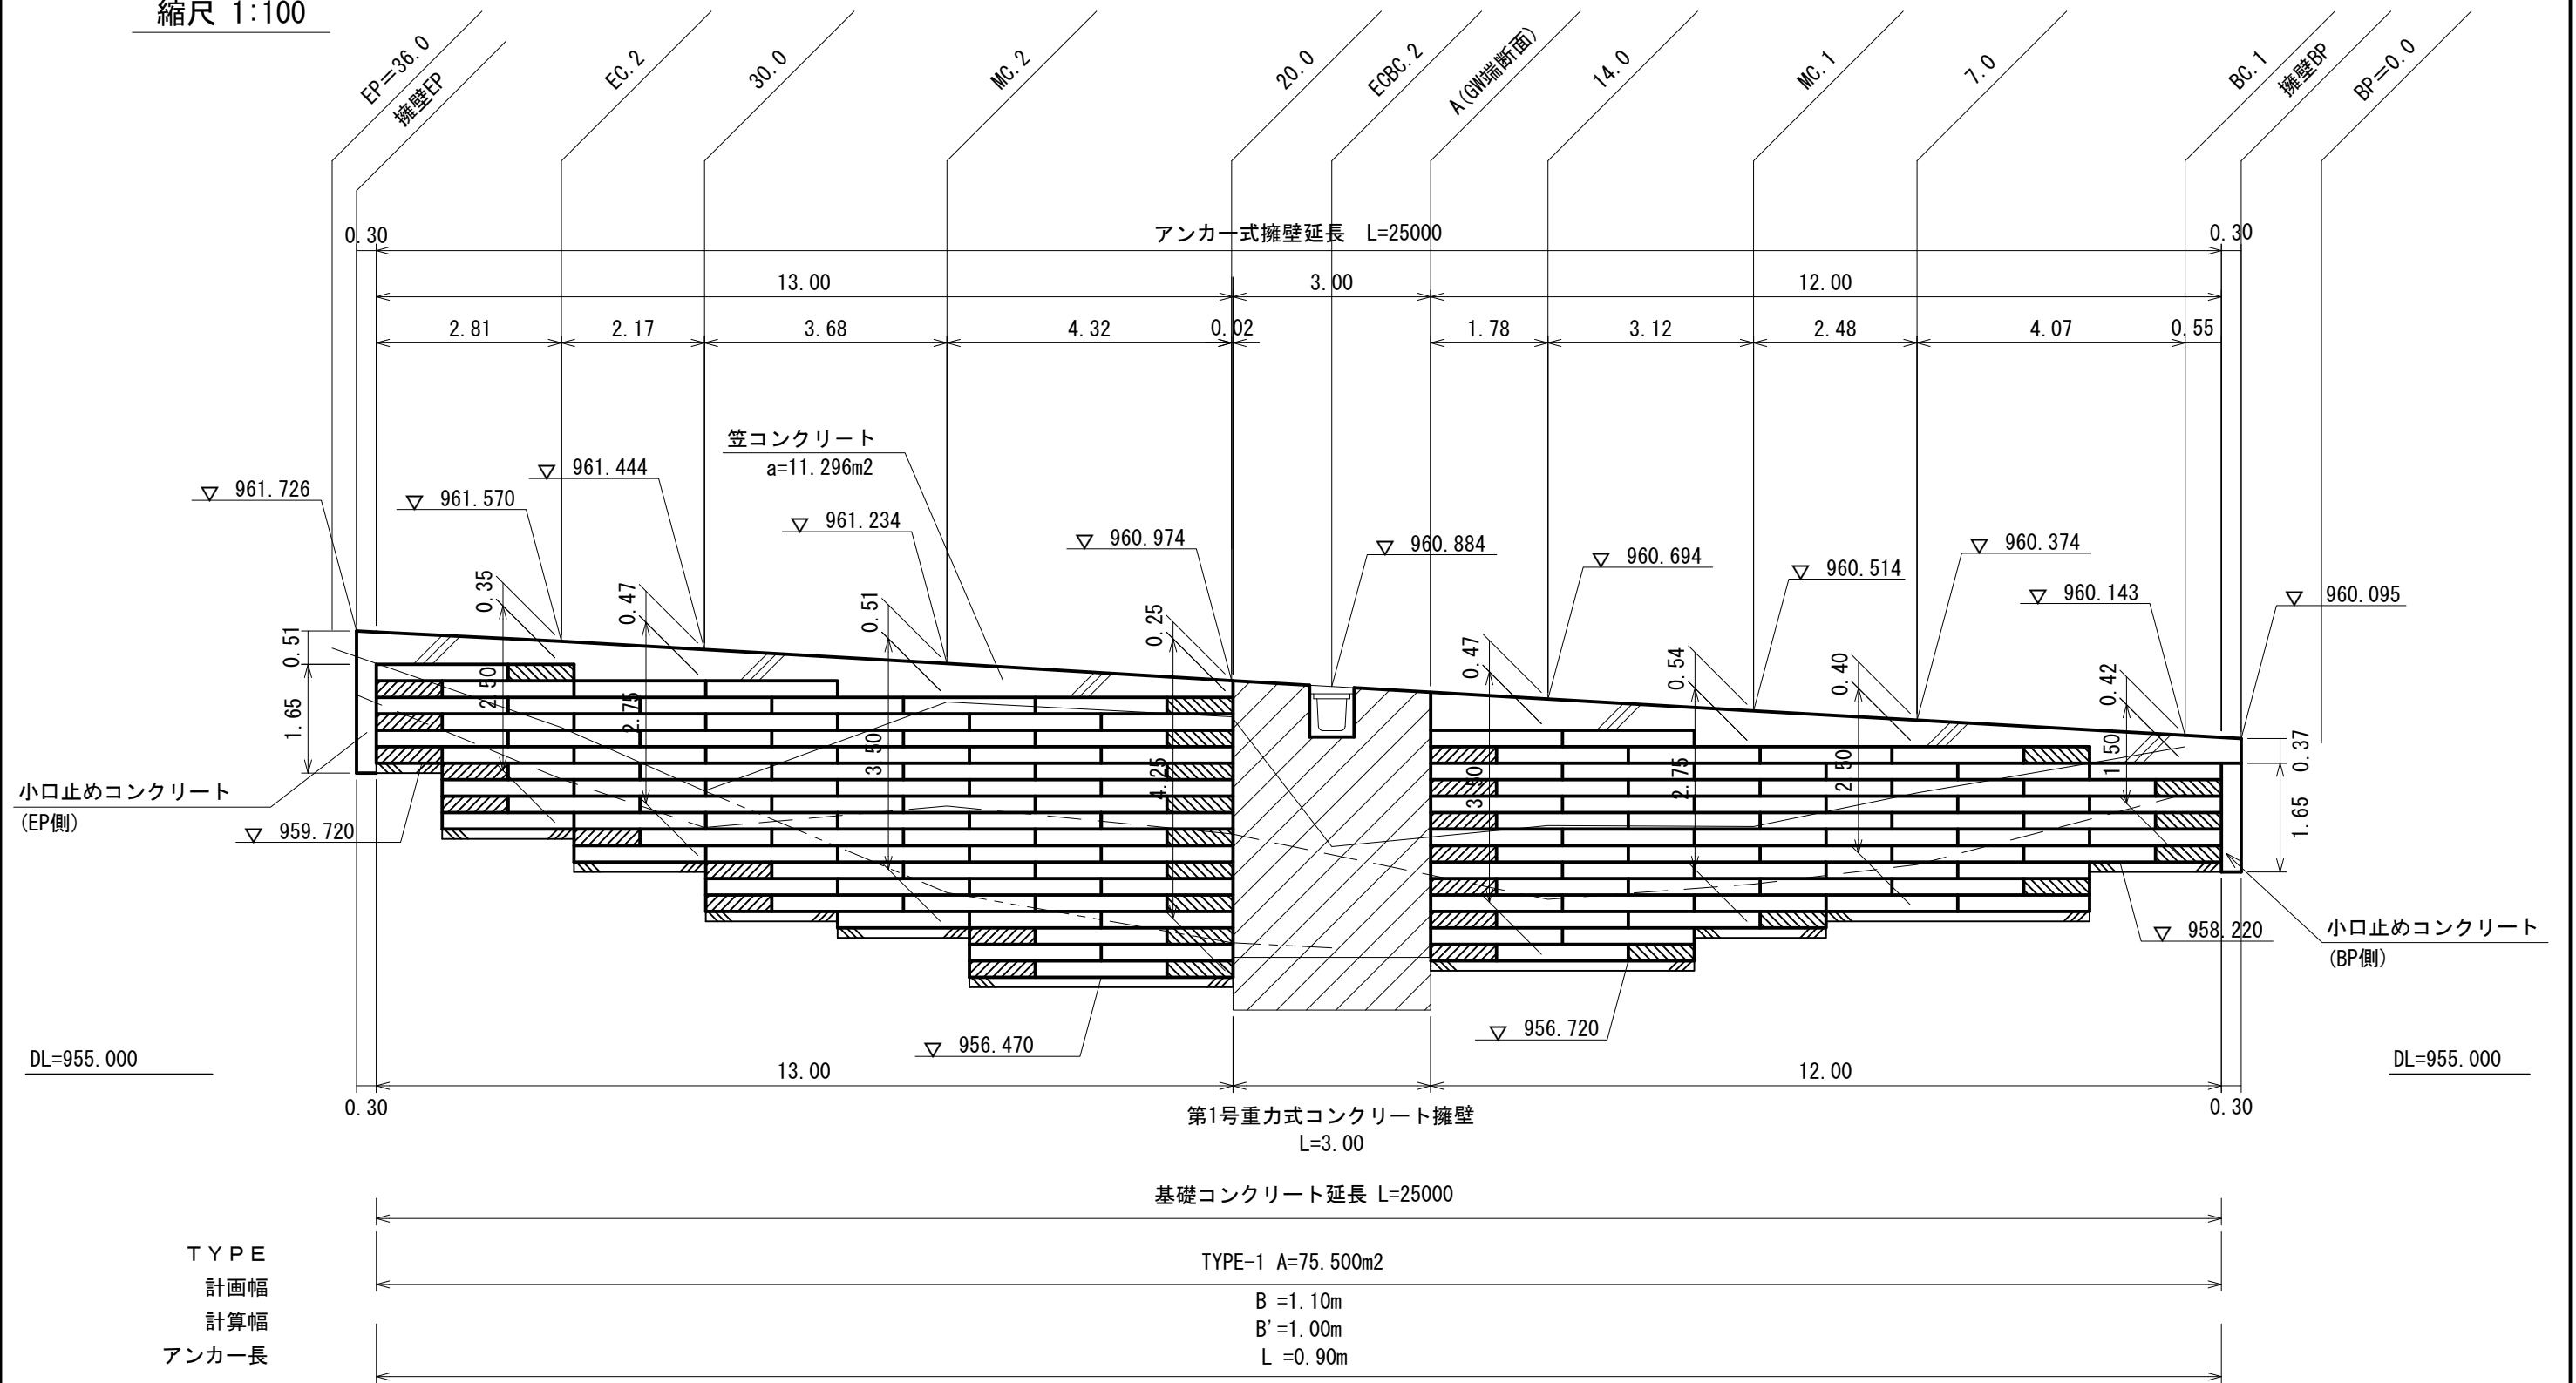 縮尺 1:100
EP=36.0
擁壁EP
EC.2
30.0
MC.2
20.0
ECBC.2
A(GW端断面)
14.0
MC.1
7.0
BC.1
擁壁BP
BP=0.0
0.30
アンカー式擁壁延長 L=25000
0.30
13.00
3.00
12.00
2.81
2.17
3.68
4.32
0.02
1.78
3.12
2.48
4.07
0.55
笠コンクリート
a=11.296m2
▽ 961.726
▽ 961.570
▽ 961.444
▽ 961.234
▽ 960.974
▽ 960.884
▽ 960.694
▽ 960.514
▽ 960.374
▽ 960.143
▽ 960.095
0.51
1.65
0.35
2.50
0.47
2.75
0.51
3.50
0.25
4.25
0.47
3.50
0.54
2.75
0.40
2.50
0.42
1.50
0.37
1.65
小口止めコンクリート
(EP側)
▽ 959.720
▽ 956.470
▽ 956.720
▽ 958.220
小口止めコンクリート
(BP側)
DL=955.000
DL=955.000
13.00
12.00
0.30
0.30
第1号重力式コンクリート擁壁
L=3.00
基礎コンクリート延長 L=25000
TYPE
TYPE-1 A=75.500m2
計画幅
B =1.10m
計算幅
B'=1.00m
アンカー長
L =0.90m